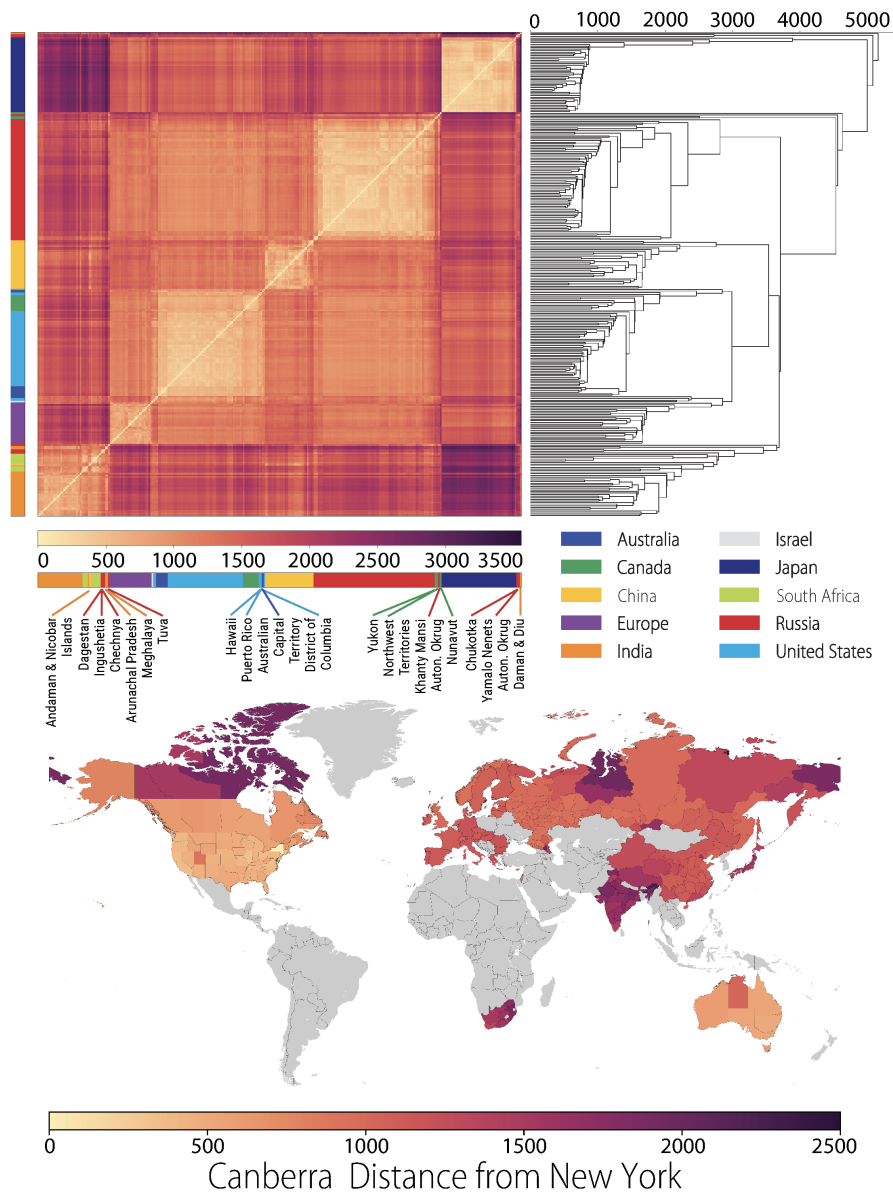 0 1000 2000 3000 4000 5000
0 500 1000 1500 2000 2500 3000 3500
Andaman & Nicobar
Islands
Dagestan
Ingushetia
Chechnya
Arunachal Pradesh
Meghalaya
Tuva
Hawaii
Puerto Rico
Australian
Capital
Territory
District of
Columbia
Yukon
Northwest
Territories
Khanty Mansi
Auton. Okrug
Nunavut
Chukotka
Yamalo Nenets
Auton. Okrug
Daman & Diu
Australia
Canada
China
Europe
India
Israel
Japan
South Africa
Russia
United States
0 500 1000 1500 2000 2500
Canberra Distance from New York